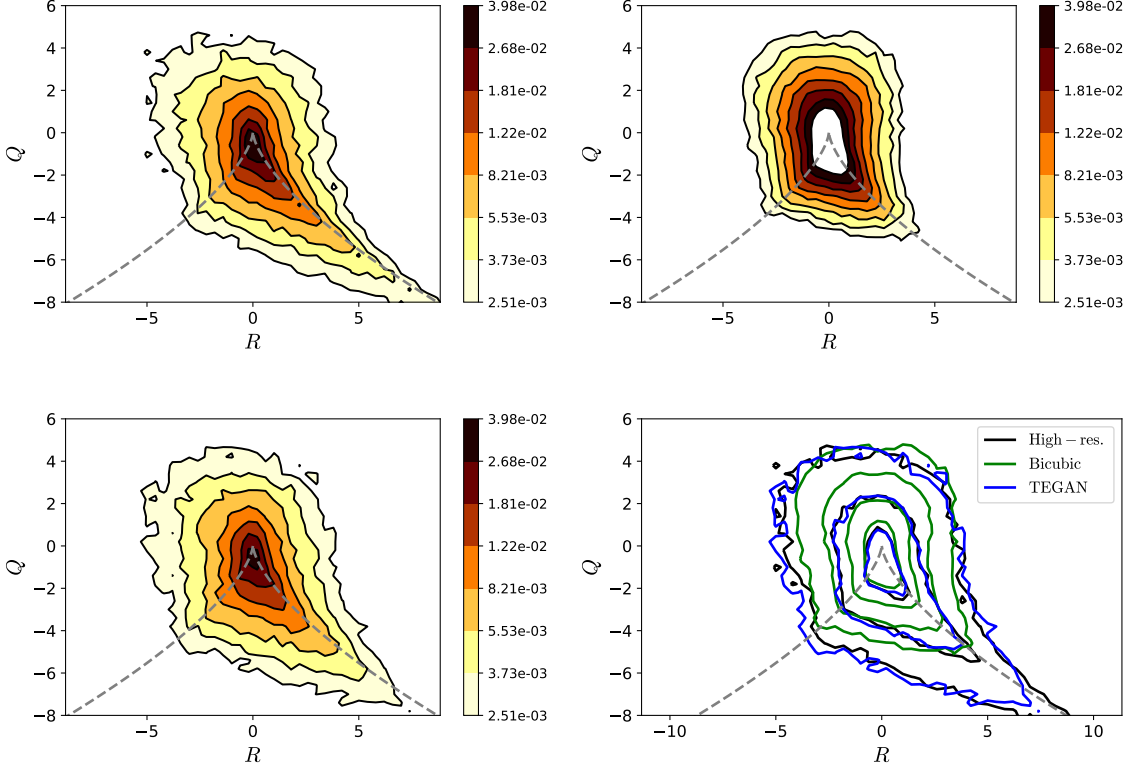 6
4
2
0
−2
−4
−6
−8
Q
−5
0
5
R
3.98e-02
2.68e-02
1.81e-02
1.22e-02
8.21e-03
5.53e-03
3.73e-03
2.51e-03
6
4
2
0
−2
−4
−6
−8
Q
−5
0
5
R
3.98e-02
2.68e-02
1.81e-02
1.22e-02
8.21e-03
5.53e-03
3.73e-03
2.51e-03
6
4
2
0
−2
−4
−6
−8
Q
−5
0
5
R
3.98e-02
2.68e-02
1.81e-02
1.22e-02
8.21e-03
5.53e-03
3.73e-03
2.51e-03
6
4
2
0
−2
−4
−6
−8
Q
−10
−5
0
5
10
R
High − res.
Bicubic
TEGAN